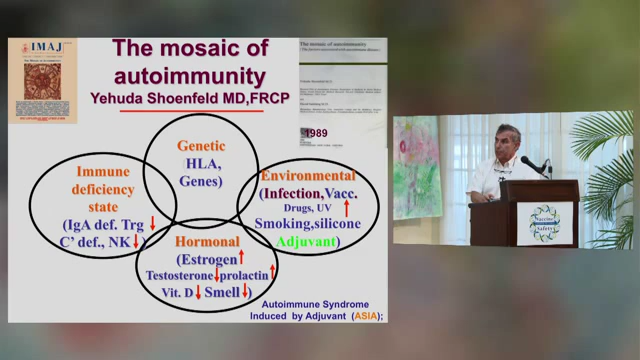 IMAJ
The mosaic of
autoimmunity
Yehuda Shoenfeld MD,FRCP
The mosaic of autoimmunity
1989
Genetic
HLA,
Genes)
Immune
deficiency
state
(IgA def. Trg
C' def., NK )
Environmental
(Infection,Vacc.
Drugs, UV
Smoking,silicone
Adjuvant)
Hormonal
(Estrogen
Testosterone prolactin
Vit. D Smell )
Autoimmune Syndrome
Induced by Adjuvant (ASIA);
Vaccine
Safety